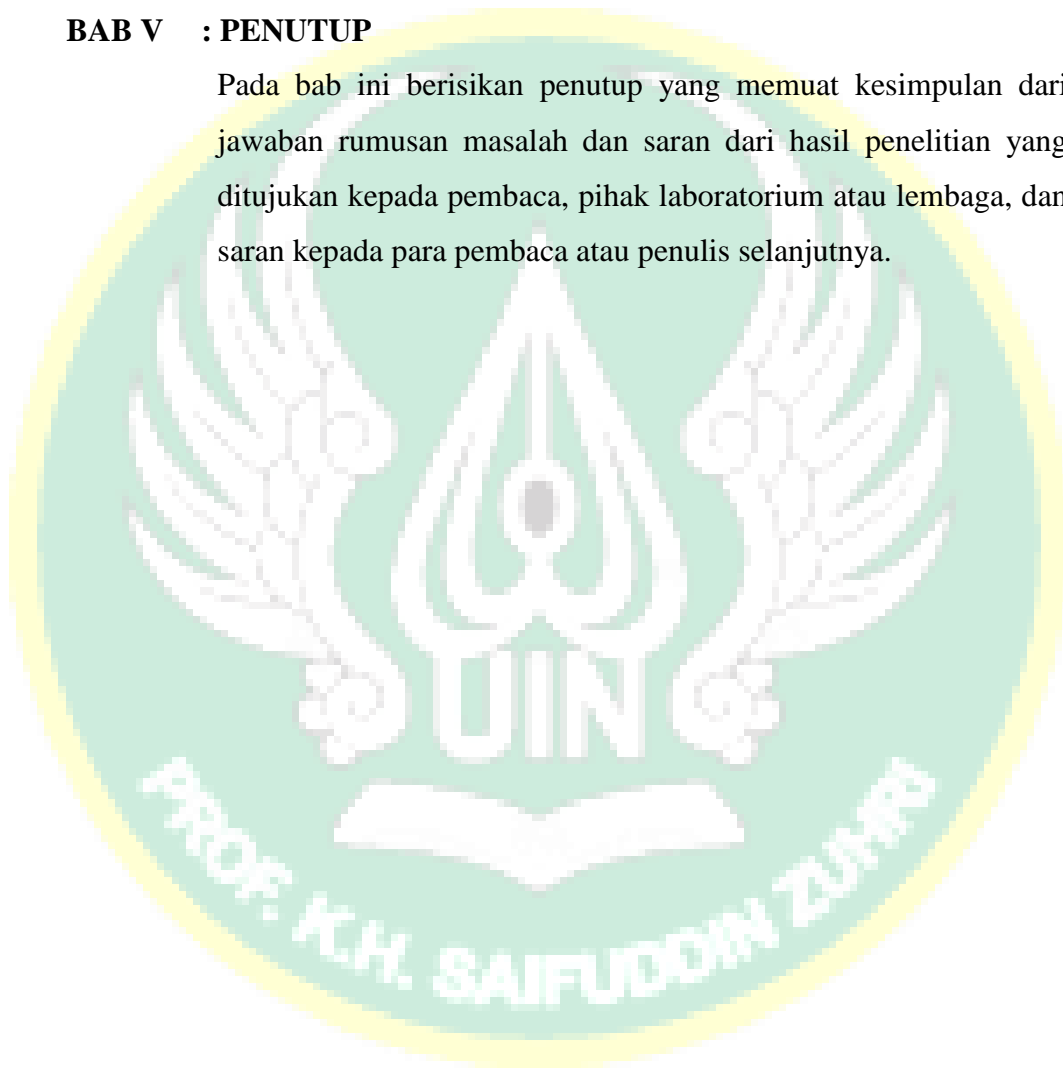 BAB V : PENUTUP
Pada bab ini berisikan penutup yang memuat kesimpulan dari
jawaban rumusan masalah dan saran dari hasil penelitian yang
ditujukan kepada pembaca, pihak laboratorium atau lembaga, dan
saran kepada para pembaca atau penulis selanjutnya.
UIN
PROF. K.H. SAIFUDDIN ZUHRI